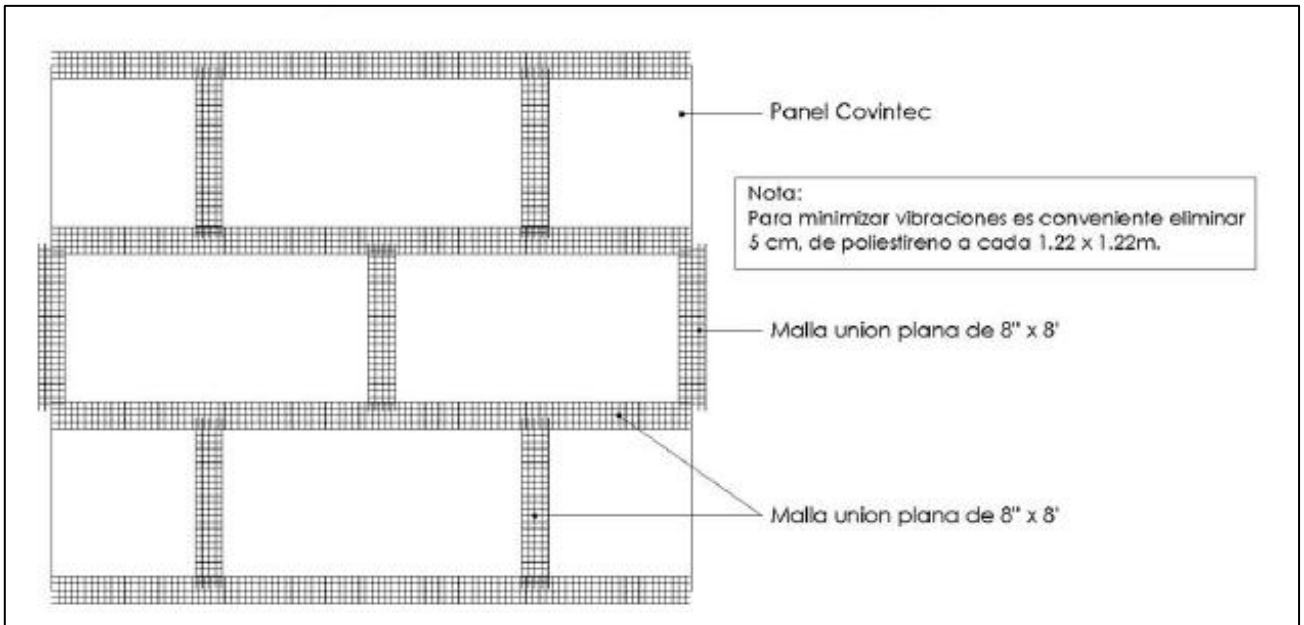 Panel Covintec
Nota:
Para minimizar vibraciones es conveniente eliminar
5 cm, de poliestireno a cada 1.22 x 1.22m.
Malla union plana de 8" x 8'
Malla union plana de 8" x 8'